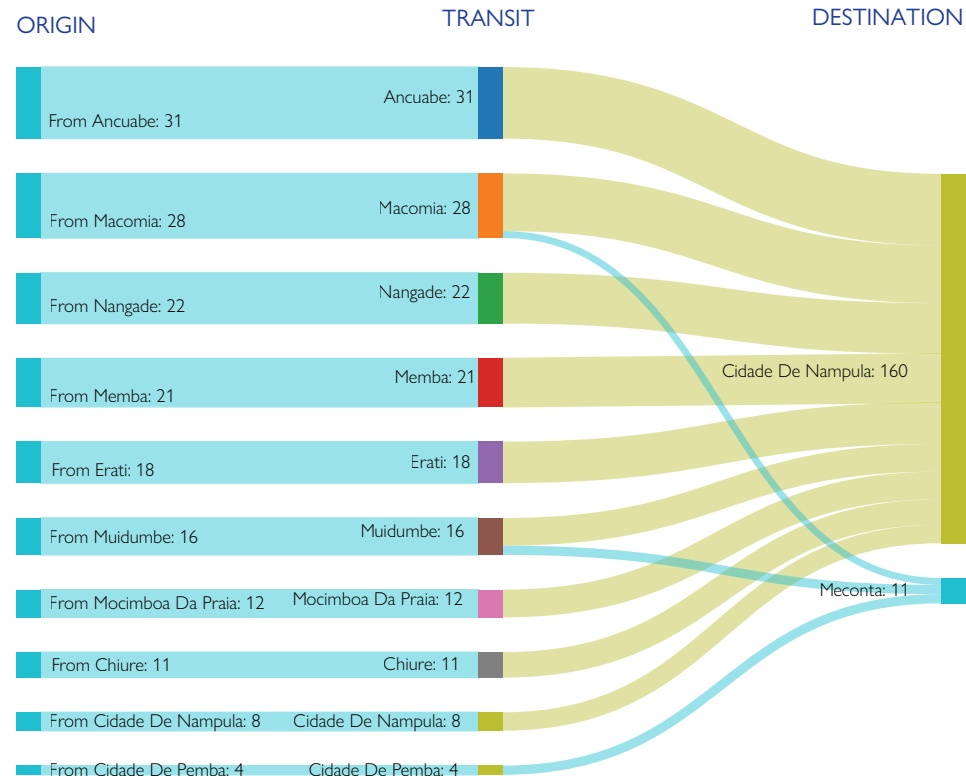 ORIGIN
TRANSIT
DESTINATION
From Ancuabe: 31
Ancuabe: 31
From Macomia: 28
Macomia: 28
From Nangade: 22
Nangade: 22
From Memba: 21
Memba: 21
Cidade De Nampula: 160
From Erati: 18
Erati: 18
From Muidumbe: 16
Muidumbe: 16
From Mocimboa Da Praia: 12
Mocimboa Da Praia: 12
Meconta: 11
From Chiure: 11
Chiure: 11
From Cidade De Nampula: 8
Cidade De Nampula: 8
From Cidade De Pemba: 4
Cidade De Pemba: 4